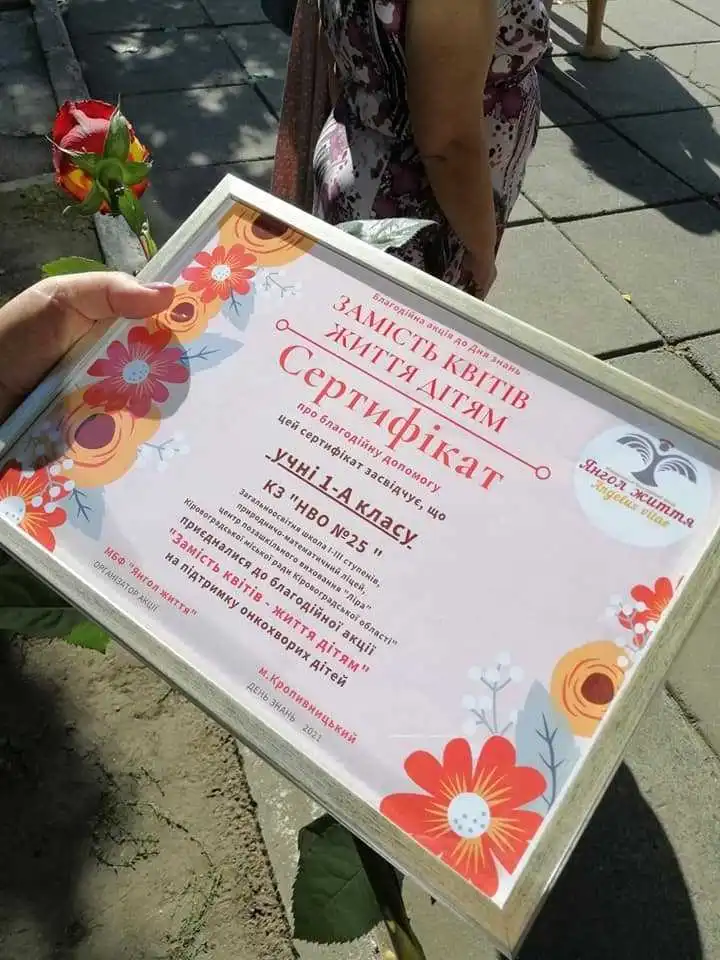 Благодійна акція до Дня знань
ЗАМІСТЬ КВІТІВ
ЖИТТЯ ДІТЯМ
Сертифікат
про благодійну допомогу
цей сертифікат засвідчує, що
учні 1-А класу
КЗ "НВО №25 "
Загальноосвітня школа І-ІІІ ступенів,
природничо-математичний ліцей,
центр позашкільного виховання "Ліра"
Кіровоградської міської ради Кіровоградської області"
приєдналися до благодійної акції
"Замість квітів - життя дітям"
на підтримку онкохворих дітей
МБФ "Янгол життя"
ОРГАНІЗАТОР АКЦІЇ
м.Кропивницький
ДЕНЬ ЗНАНЬ 2021
Янгол життя
Angelus vitae